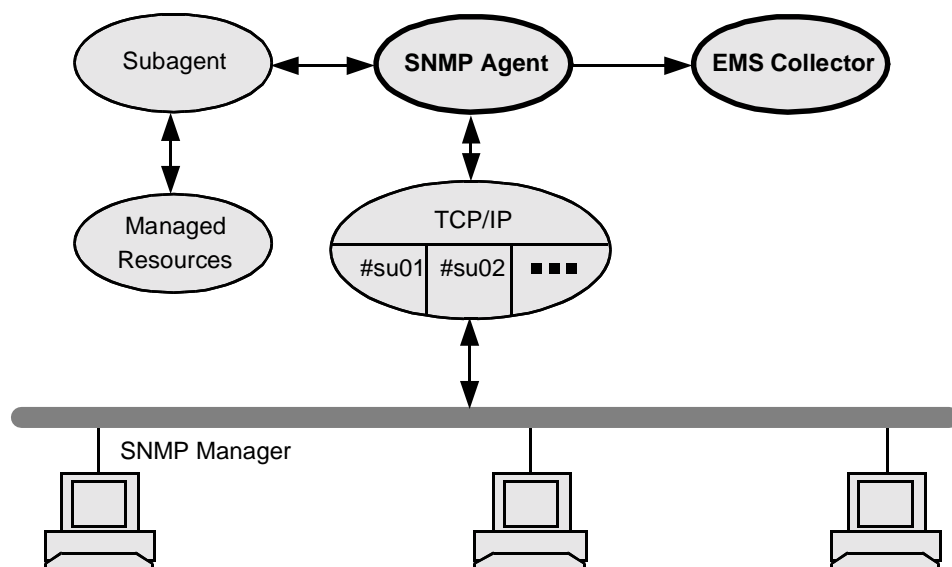 Subagent
SNMP Agent
EMS Collector
Managed
Resources
TCP/IP
#su01
#su02
SNMP Manager